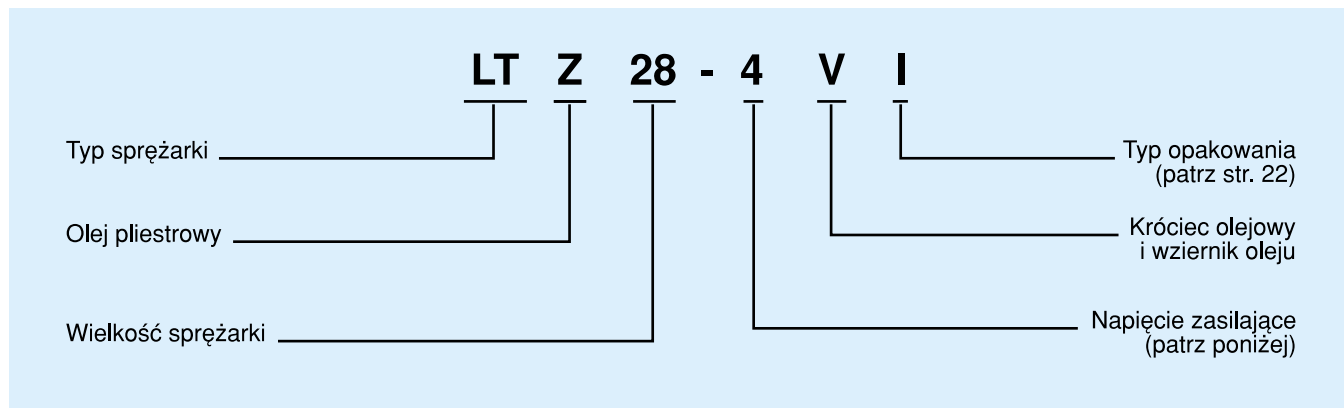 LT Z 28 - 4 V I
Typ sprężarki
Olej pliestrowy
Wielkość sprężarki
Typ opakowania
(patrz str. 22)
Króciec olejowy
i wziernik oleju
Napięcie zasilające
(patrz poniżej)